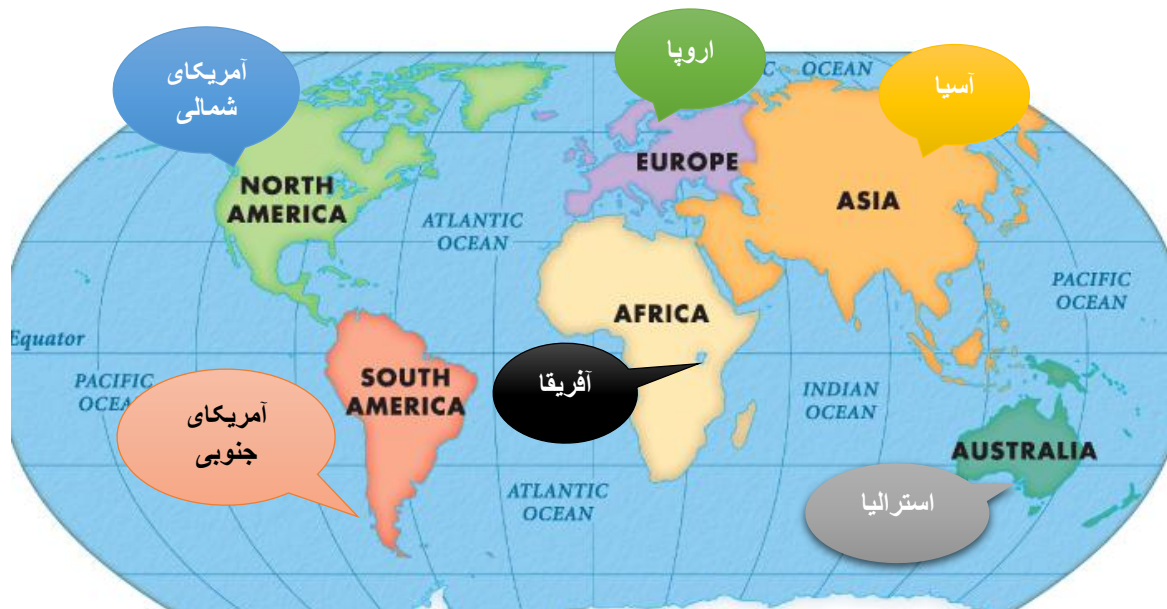 آمریکای
شمالی
اروپا
آسیا
C OCEAN
NORTH
AMERICA
EUROPE
ASIA
ATLANTIC
OCEAN
PACIFIC
OCEAN
AFRICA
Equator
آفریقا
PACIFIC
SOUTH
AMERICA
INDIAN
OCEAN
آمریکای
جنوبی
AUSTRALIA
ATLANTIC
OCEAN
استرالیا